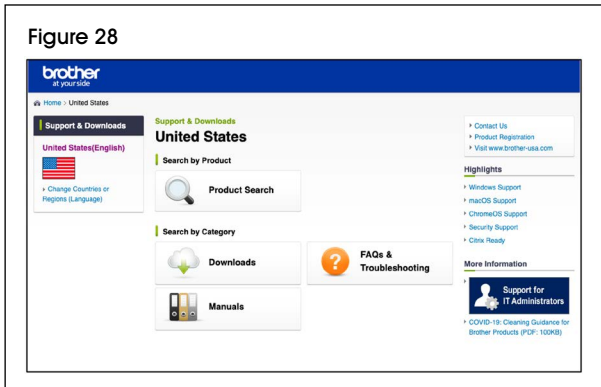 Figure 28
brother
at your side
Home > United States
Support & Downloads
United States(English)
Change Countries or
Regions (Language)
Support & Downloads
United States
Search by Product
Product Search
Search by Category
Downloads
FAQs &
Troubleshooting
Manuals
Contact Us
Product Registration
Visit www.brother-usa.com
Highlights
Windows Support
macOS Support
ChromeOS Support
Security Support
Citrix Ready
More Information
Support for
IT Administrators
COVID-19: Cleaning Guidance for
Brother Products (PDF: 100KB)